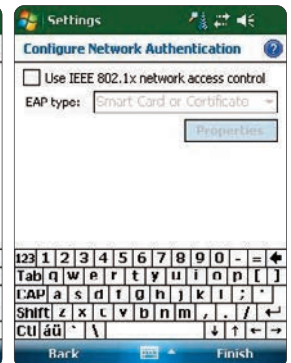 Settings
Configure Network Authentication ?
Use IEEE 802.1x network access control
EAP type: Smart Card or Certificate
Properties
123 1 2 3 4 5 6 7 8 9 0 - =
Tab q w e r t y u i o p [ ]
CAP a s d f g h j k l ; '
Shift z x c v b n m , . /
Ctl áü ` \
Back Finish